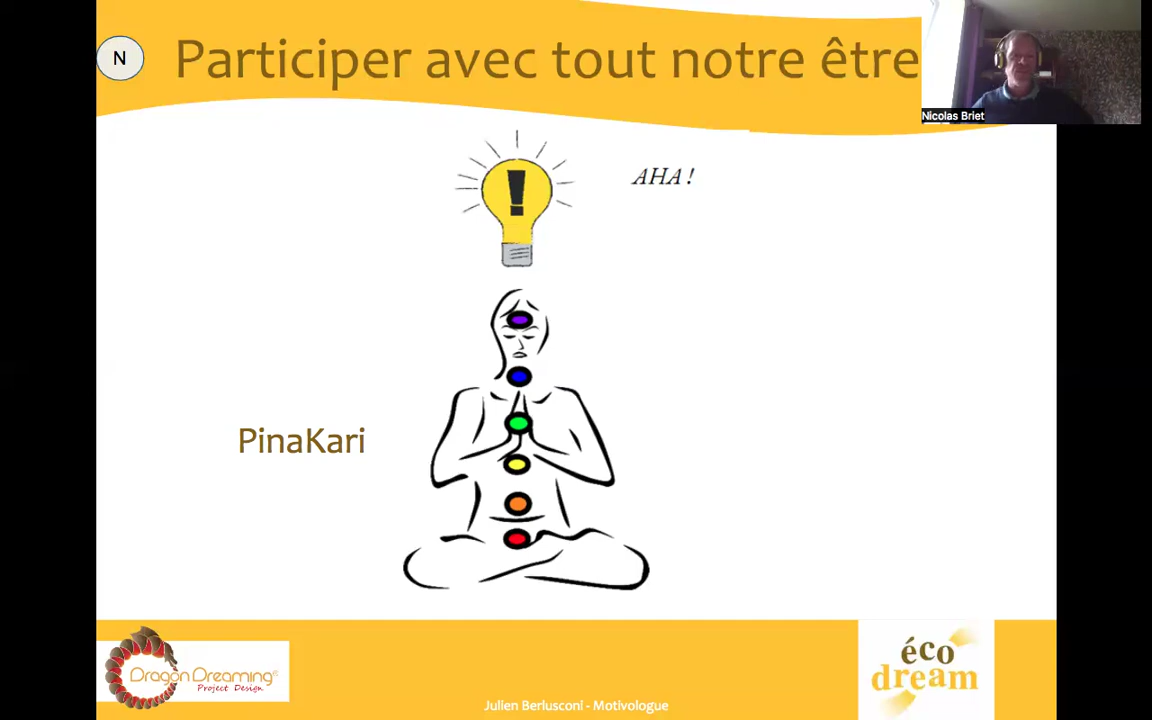 N
Participer avec tout notre être
Nicolas Briet
!
AHA !
PinaKari
Dragon Dreaming®
Project Design
éco
dream
Julien Berlusconi - Motivologue